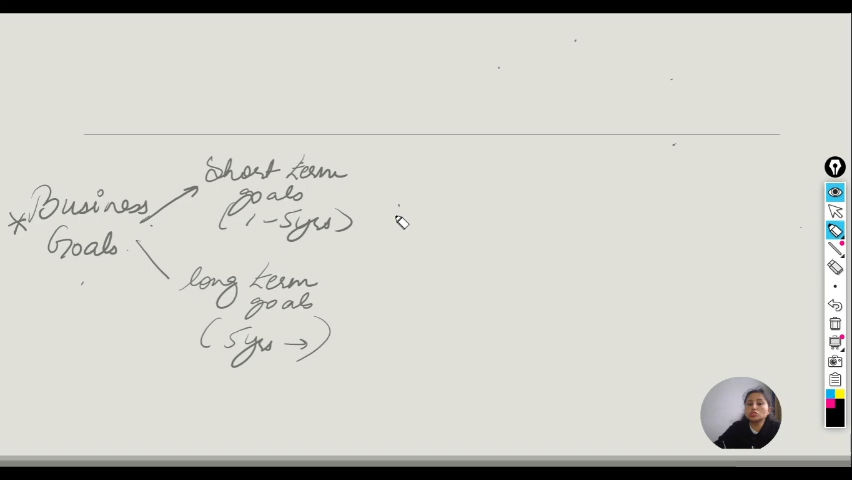 * Business
Goals
Short term
goals
(1-5yrs)
long term
goals
(5yrs →)